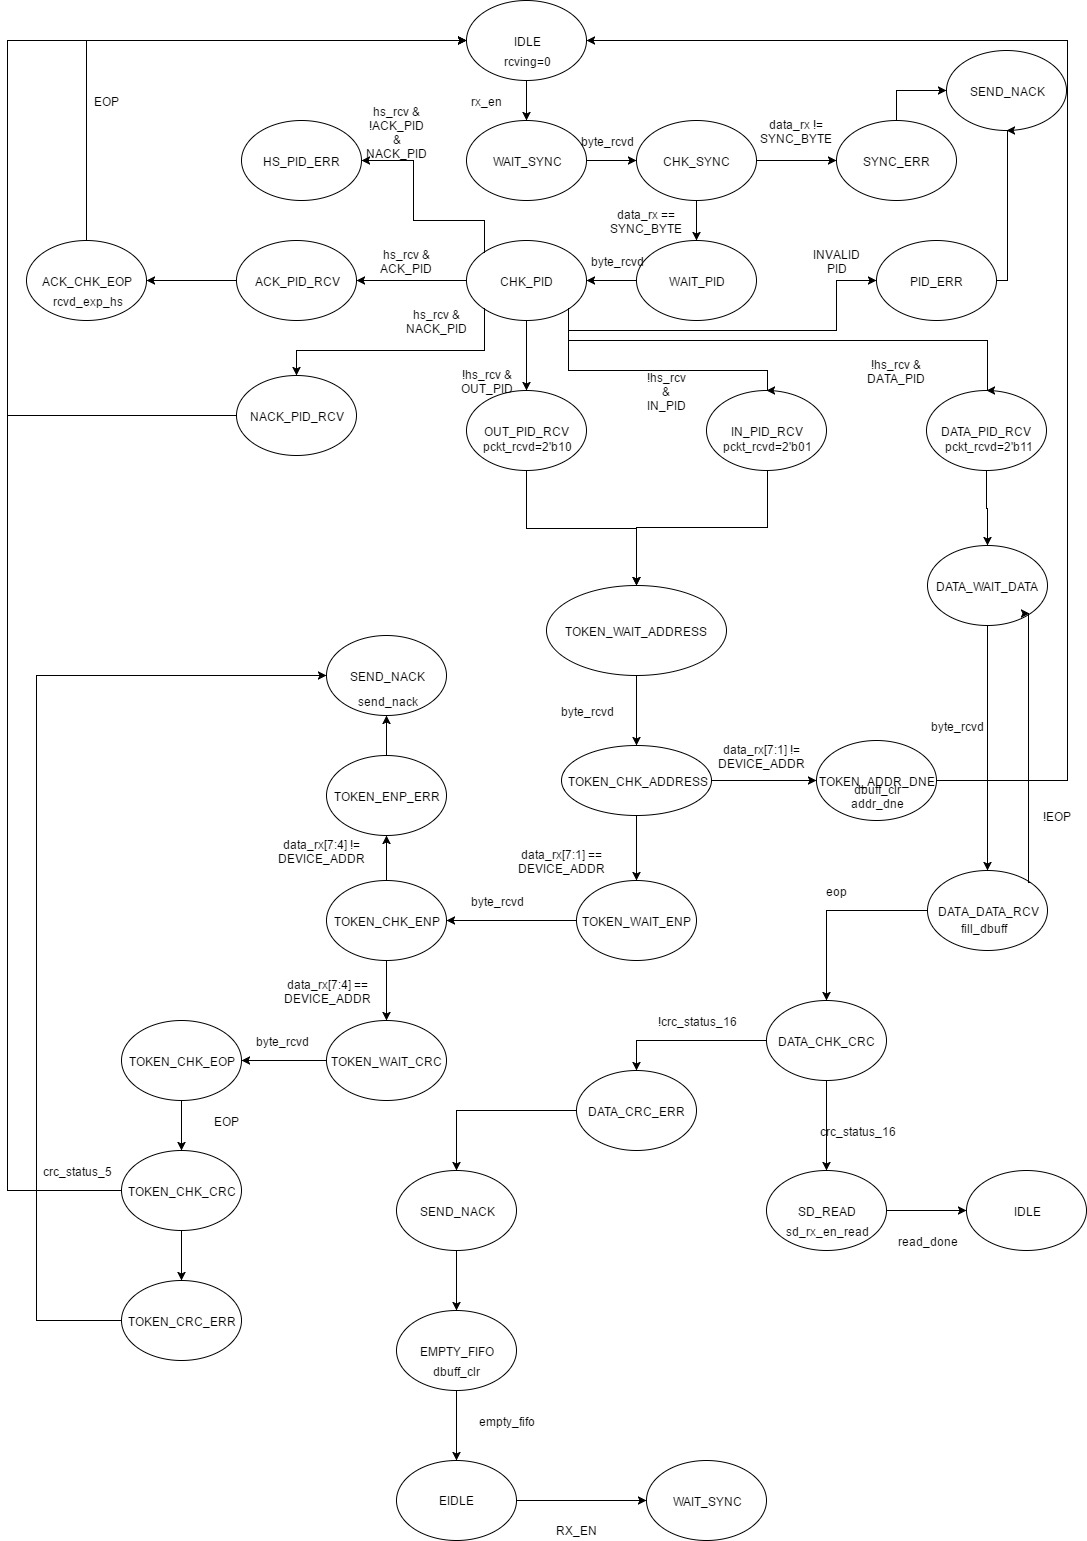 IDLE
rcving=0
SEND_NACK
EOP
rx_en
hs_rcv &
!ACK_PID
&
NACK_PID
data_rx !=
SYNC_BYTE
HS_PID_ERR
WAIT_SYNC
byte_rcvd
CHK_SYNC
SYNC_ERR
data_rx ==
SYNC_BYTE
hs_rcv &
ACK_PID
byte_rcvd
INVALID
PID
ACK_CHK_EOP
rcvd_exp_hs
ACK_PID_RCV
CHK_PID
WAIT_PID
PID_ERR
hs_rcv &
NACK_PID
!hs_rcv &
OUT_PID
!hs_rcv
&
IN_PID
!hs_rcv &
DATA_PID
NACK_PID_RCV
OUT_PID_RCV
pckt_rcvd=2'b10
IN_PID_RCV
pckt_rcvd=2'b01
DATA_PID_RCV
pckt_rcvd=2'b11
DATA_WAIT_DATA
TOKEN_WAIT_ADDRESS
SEND_NACK
send_nack
byte_rcvd
byte_rcvd
data_rx[7:1] !=
DEVICE_ADDR
TOKEN_CHK_ADDRESS
TOKEN_ADDR_DNE
dbuff_clr
addr_dne
TOKEN_ENP_ERR
!EOP
data_rx[7:4] !=
DEVICE_ADDR
data_rx[7:1] ==
DEVICE_ADDR
eop
byte_rcvd
TOKEN_CHK_ENP
TOKEN_WAIT_ENP
DATA_DATA_RCV
fill_dbuff
data_rx[7:4] ==
DEVICE_ADDR
!crc_status_16
byte_rcvd
DATA_CHK_CRC
TOKEN_CHK_EOP
TOKEN_WAIT_CRC
DATA_CRC_ERR
EOP
crc_status_16
crc_status_5
TOKEN_CHK_CRC
SEND_NACK
SD_READ
sd_rx_en_read
IDLE
read_done
TOKEN_CRC_ERR
EMPTY_FIFO
dbuff_clr
empty_fifo
EIDLE
WAIT_SYNC
RX_EN